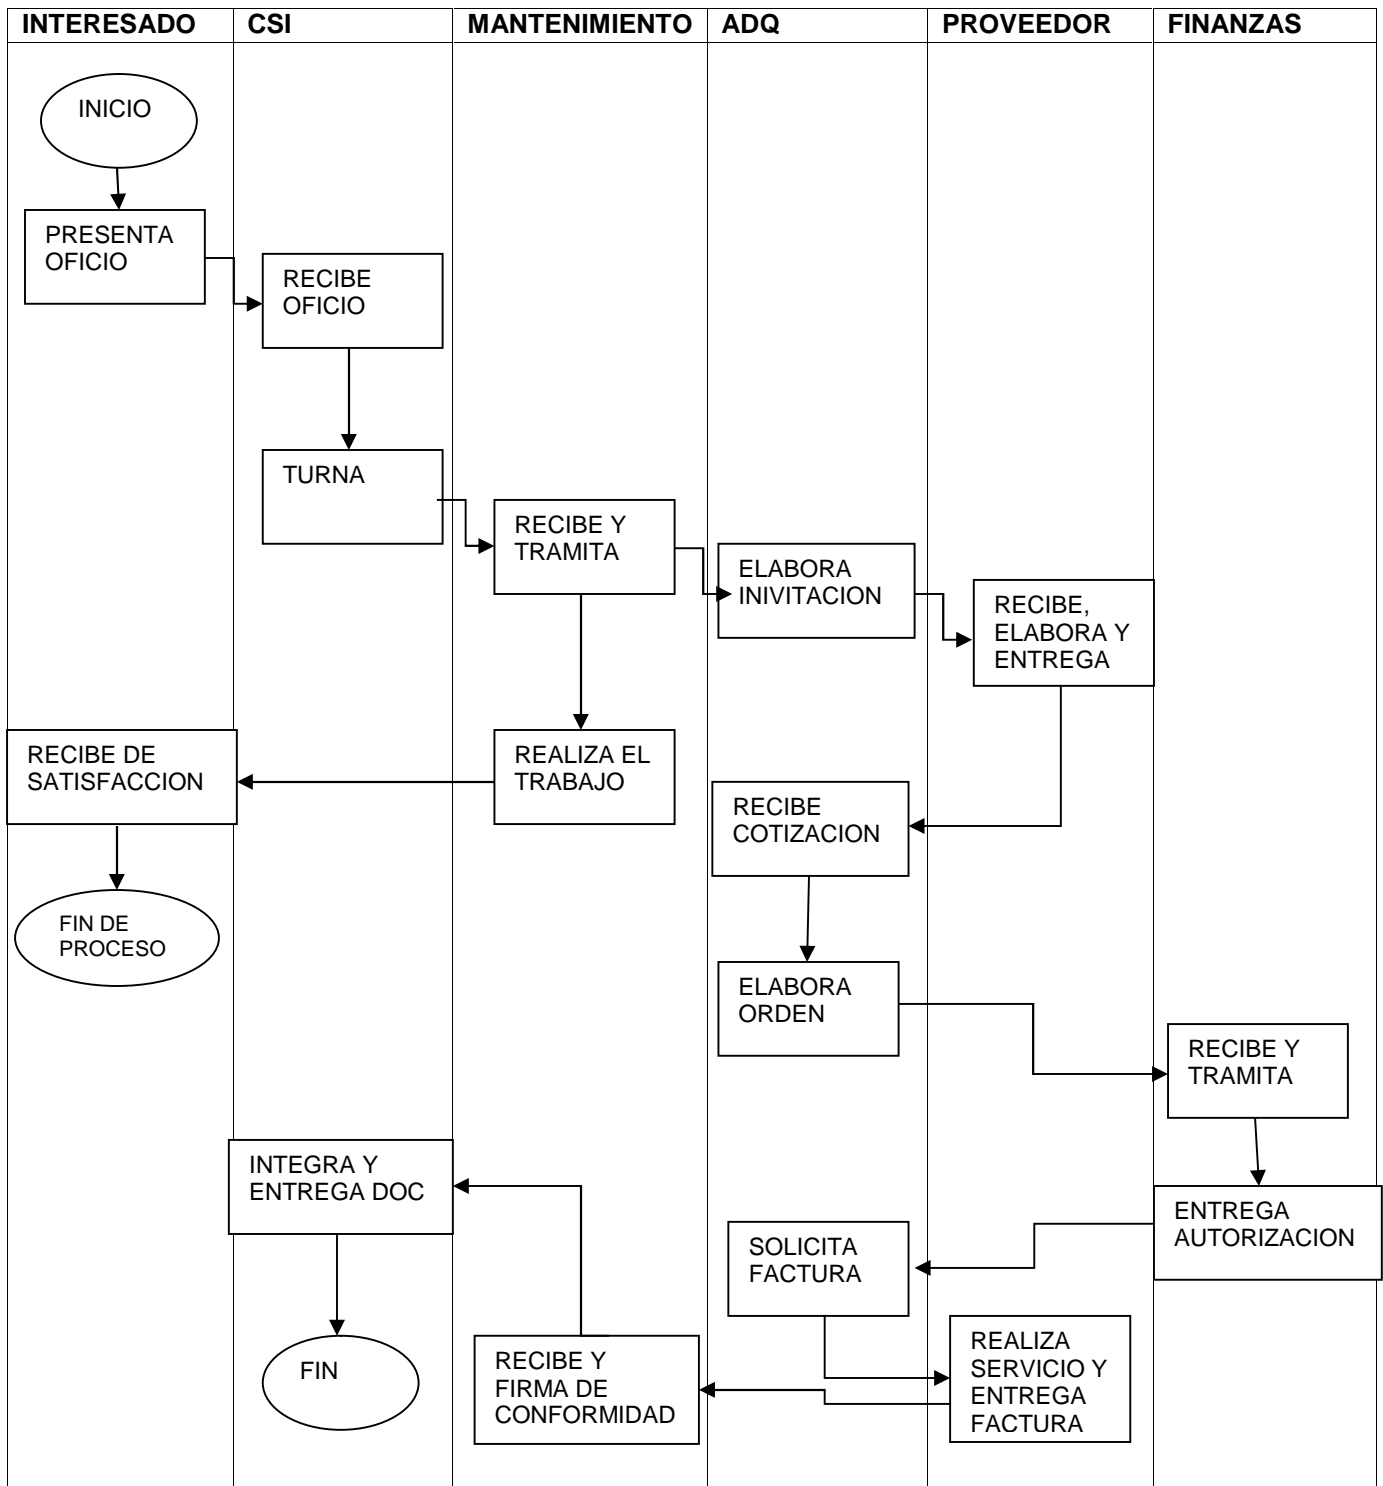 INTERESADO CSI MANTENIMIENTO ADQ PROVEEDOR FINANZAS
INICIO
PRESENTA
OFICIO
RECIBE
OFICIO
TURNA
RECIBE Y
TRAMITA
ELABORA
INIVITACION
RECIBE,
ELABORA Y
ENTREGA
RECIBE DE
SATISFACCION
REALIZA EL
TRABAJO
RECIBE
COTIZACION
FIN DE
PROCESO
ELABORA
ORDEN
RECIBE Y
TRAMITA
INTEGRA Y
ENTREGA DOC
ENTREGA
AUTORIZACION
SOLICITA
FACTURA
REALIZA
SERVICIO Y
ENTREGA
FACTURA
RECIBE Y
FIRMA DE
CONFORMIDAD
FIN